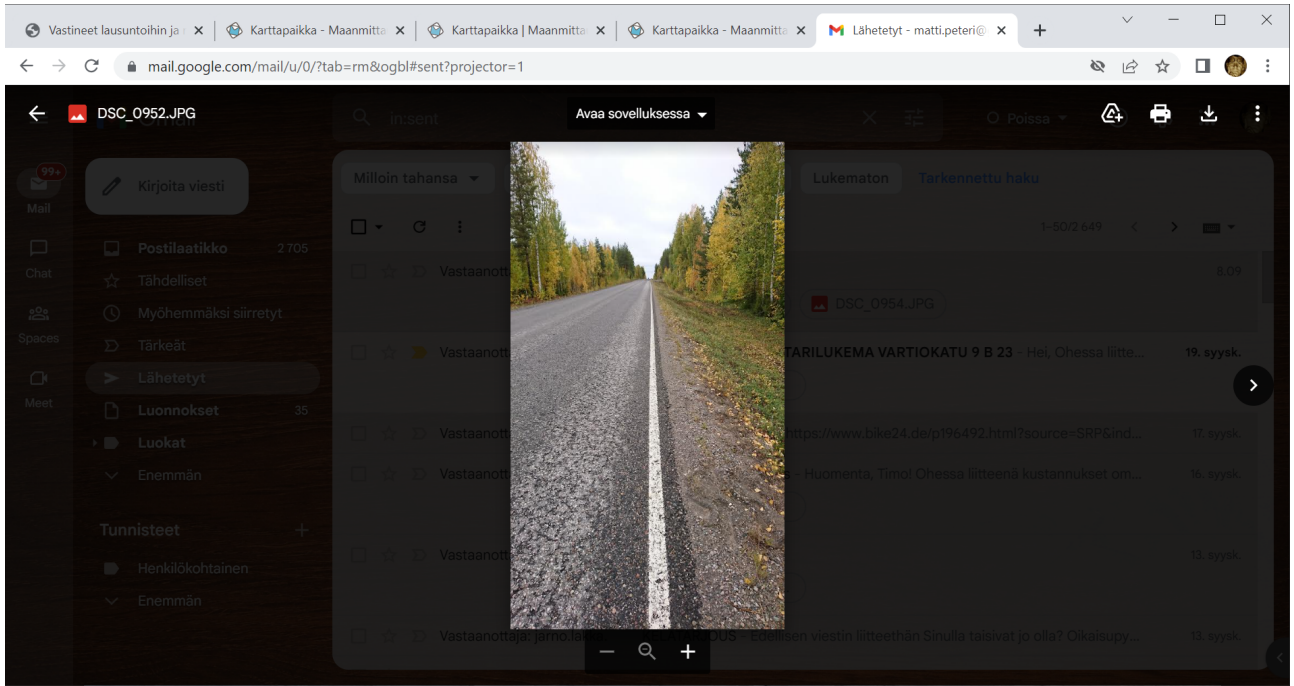 Vastineet lausuntoihin ja
Karttapaikka - Maanmitta
Karttapaikka | Maanmitta
Karttapaikka - Maanmitta
Lähetetyt - matti.peteri@
mail.google.com/mail/u/0/?tab=rm&ogbl#sent?projector=1
DSC_0952.JPG
in:sent
Avaa sovelluksessa
Poissa
99+
Mail
Kirjoita viesti
Milloin tahansa
Lukematon
Tarkennettu haku
1–50/2 649
Chat
Postilaatikko 2 705
Tähdelliset
Vastaanott
8.09
Spaces
Myöhemmäksi siirretyt
DSC_0954.JPG
Tärkeät
Vastaanott
TARILUKEMA VARTIOKATU 9 B 23 - Hei, Ohessa liitte...
19. syysk.
Meet
Lähetetyt
Luonnokset 35
Luokat
Vastaanott
https://www.bike24.de/p196492.html?source=SRP&ind...
17. syysk.
Enemmän
Vastaanott
s - Huomenta, Timo! Ohessa liitteenä kustannukset om...
16. syysk.
Tunnisteet
Vastaanott
13. syysk.
Henkilökohtainen
Enemmän
Vastaanottaja: jarno.la
OUS - Edellisen viestin liitteethän Sinulla taisivat jo olla? Oikaisupy...
13. syysk.